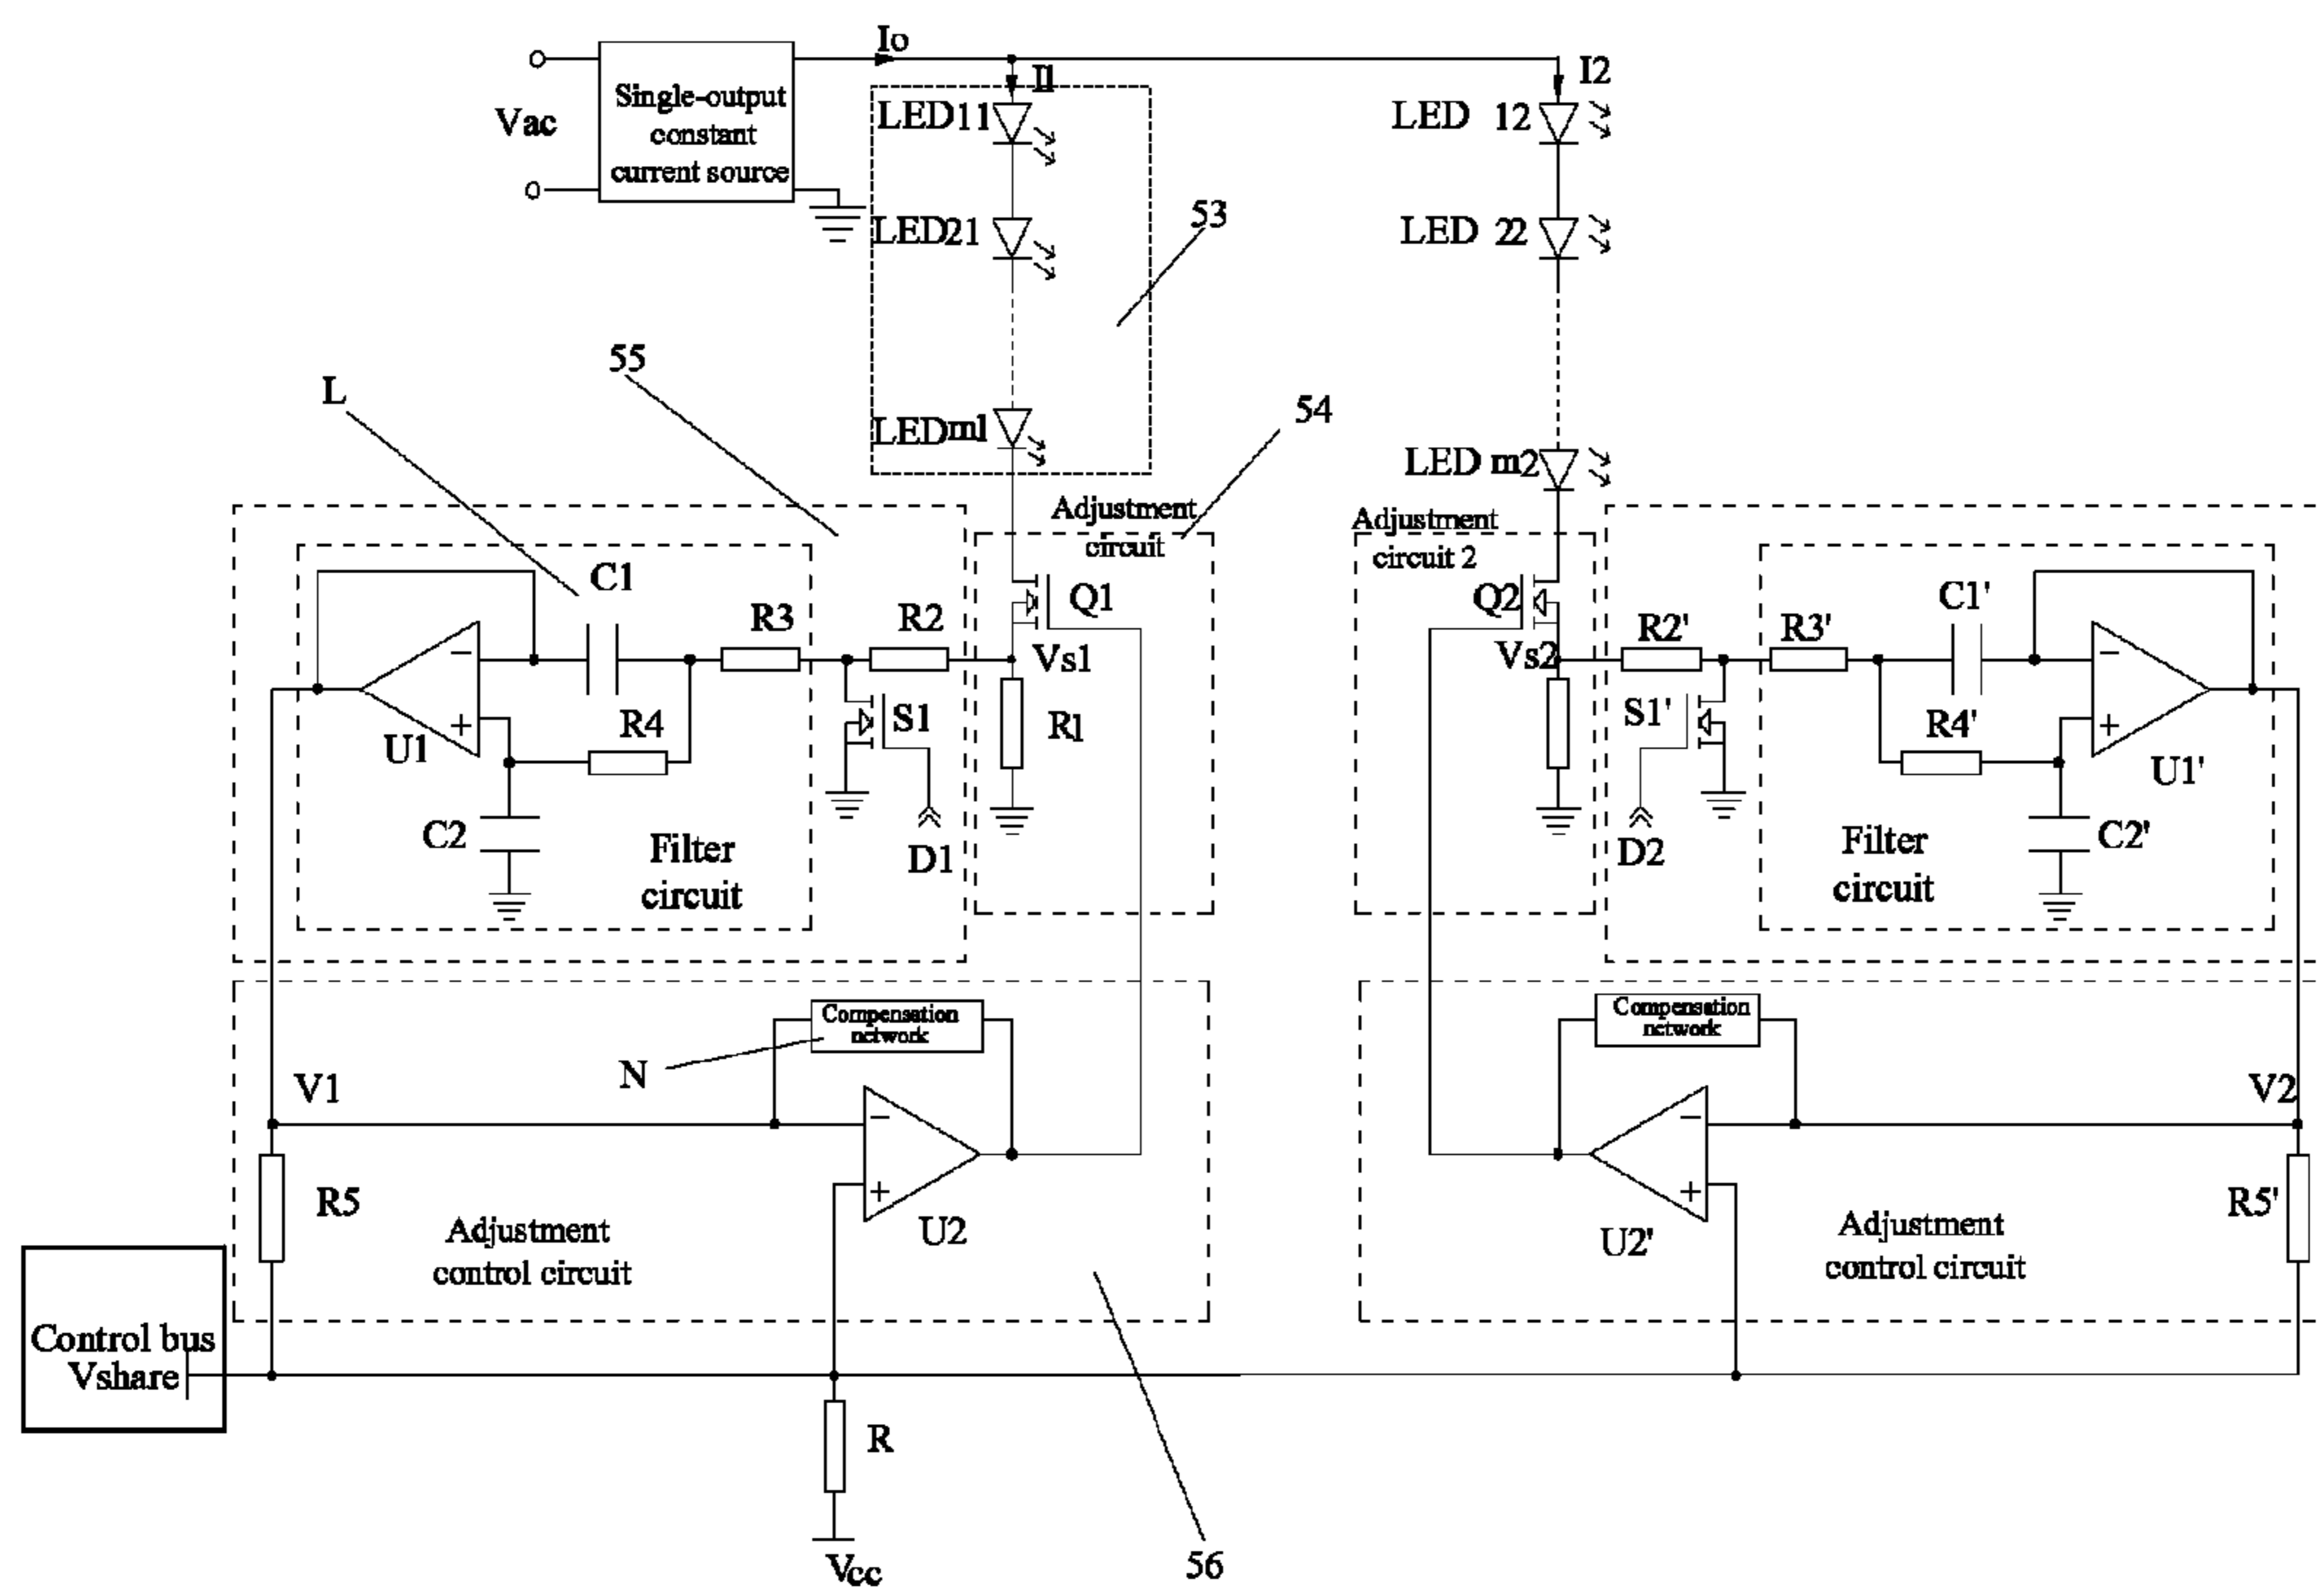 Io
I1
I2
Vac
Single-output
constant
current source
LED11
LED 12
LED21
LED 22
53
55
L
LEDm1
54
LED m2
Adjustment
circuit
Adjustment
circuit 2
C1
R3
R2
Q1
Vs1
Q2
Vs2
R2'
R3'
C1'
−
+
U1
R4
S1
R1
S1'
R4'
−
+
U1'
C2
Filter
circuit
D1
D2
Filter
circuit
C2'
Compensation
network
N
Compensation
network
V1
V2
−
+
U2
−
+
U2'
R5
R5'
Adjustment
control circuit
Adjustment
control circuit
Control bus
Vshare
R
Vcc
56